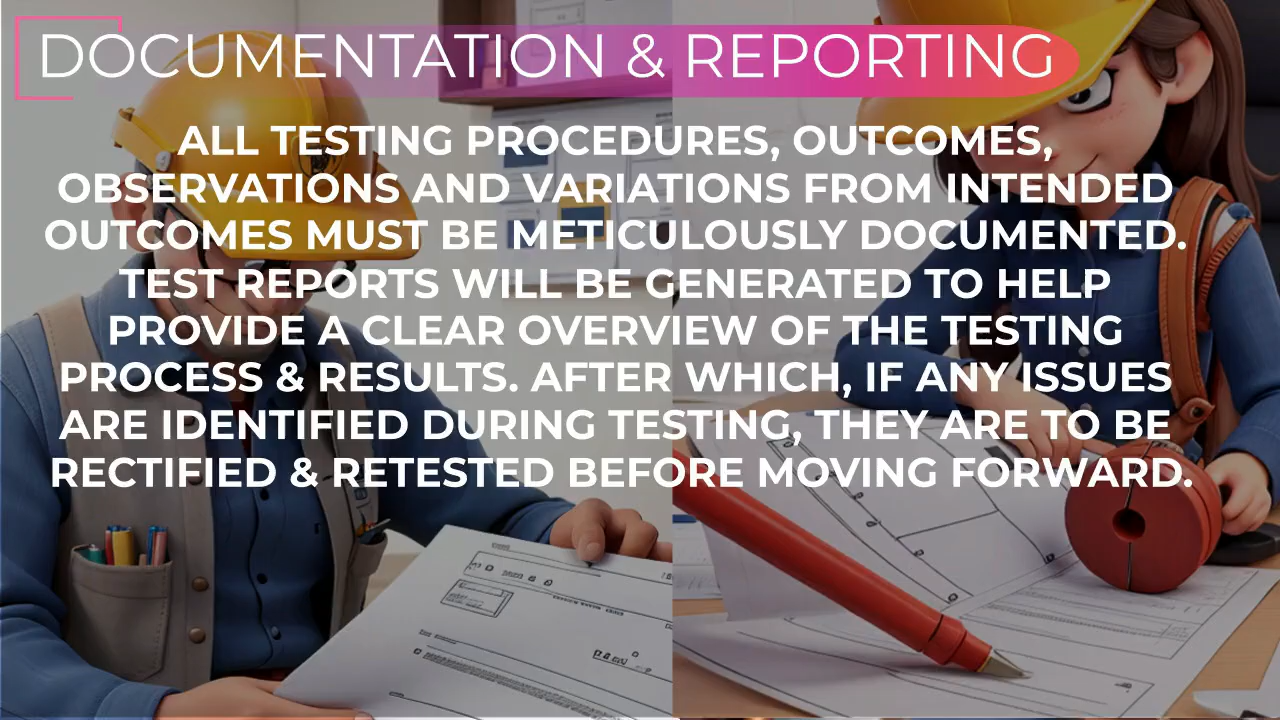 DOCUMENTATION & REPORTING
ALL TESTING PROCEDURES, OUTCOMES,
OBSERVATIONS AND VARIATIONS FROM INTENDED
OUTCOMES MUST BE METICULOUSLY DOCUMENTED.
TEST REPORTS WILL BE GENERATED TO HELP
PROVIDE A CLEAR OVERVIEW OF THE TESTING
PROCESS & RESULTS. AFTER WHICH, IF ANY ISSUES
ARE IDENTIFIED DURING TESTING, THEY ARE TO BE
RECTIFIED & RETESTED BEFORE MOVING FORWARD.